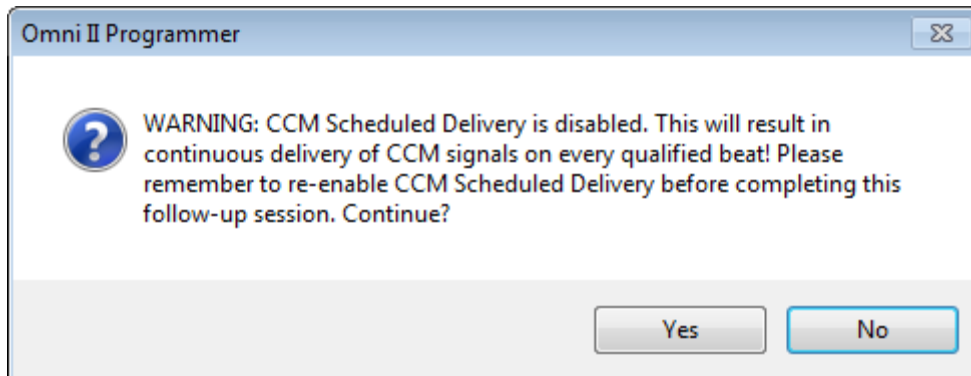 Omni II Programmer
WARNING: CCM Scheduled Delivery is disabled. This will result in
continuous delivery of CCM signals on every qualified beat! Please
remember to re-enable CCM Scheduled Delivery before completing this
follow-up session. Continue?
Yes No